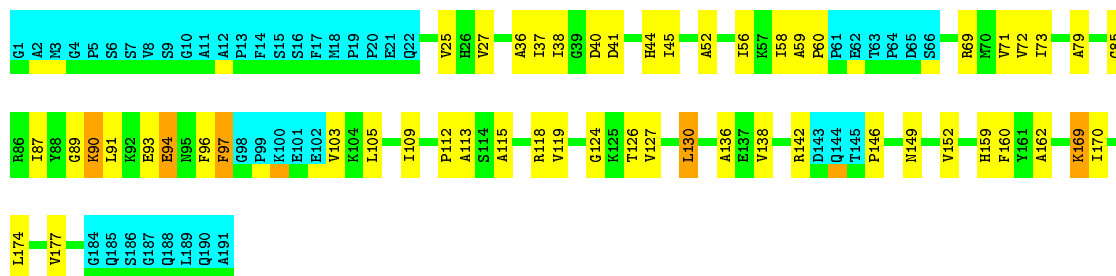 G1 A2 M3 G4 P5 S6 S7 V8 S9 G10 A11 A12 P13 F14 S15 S16 F17 M18 P19 P20 E21 Q22 V25 H26 V27 A36 I37 I38 G39 D40 D41 H44 I45 A52 I56 K57 I58 A59 P60 P61 E62 T63 P64 D65 S66 R69 M70 V71 V72 I73 A79 G85
R86 I87 Y88 G89 K90 L91 K92 E93 E94 N95 F96 F97 G98 P99 K100 E101 E102 V103 K104 L105 I109 P112 A113 S114 A115 R118 V119 G124 K125 T126 V127 L130 A136 E137 V138 R142 D143 Q144 T145 P146 N149 V152 H159 F160 Y161 A162 K169 I170
L174 V177 G184 Q185 S186 G187 Q188 L189 Q190 A191